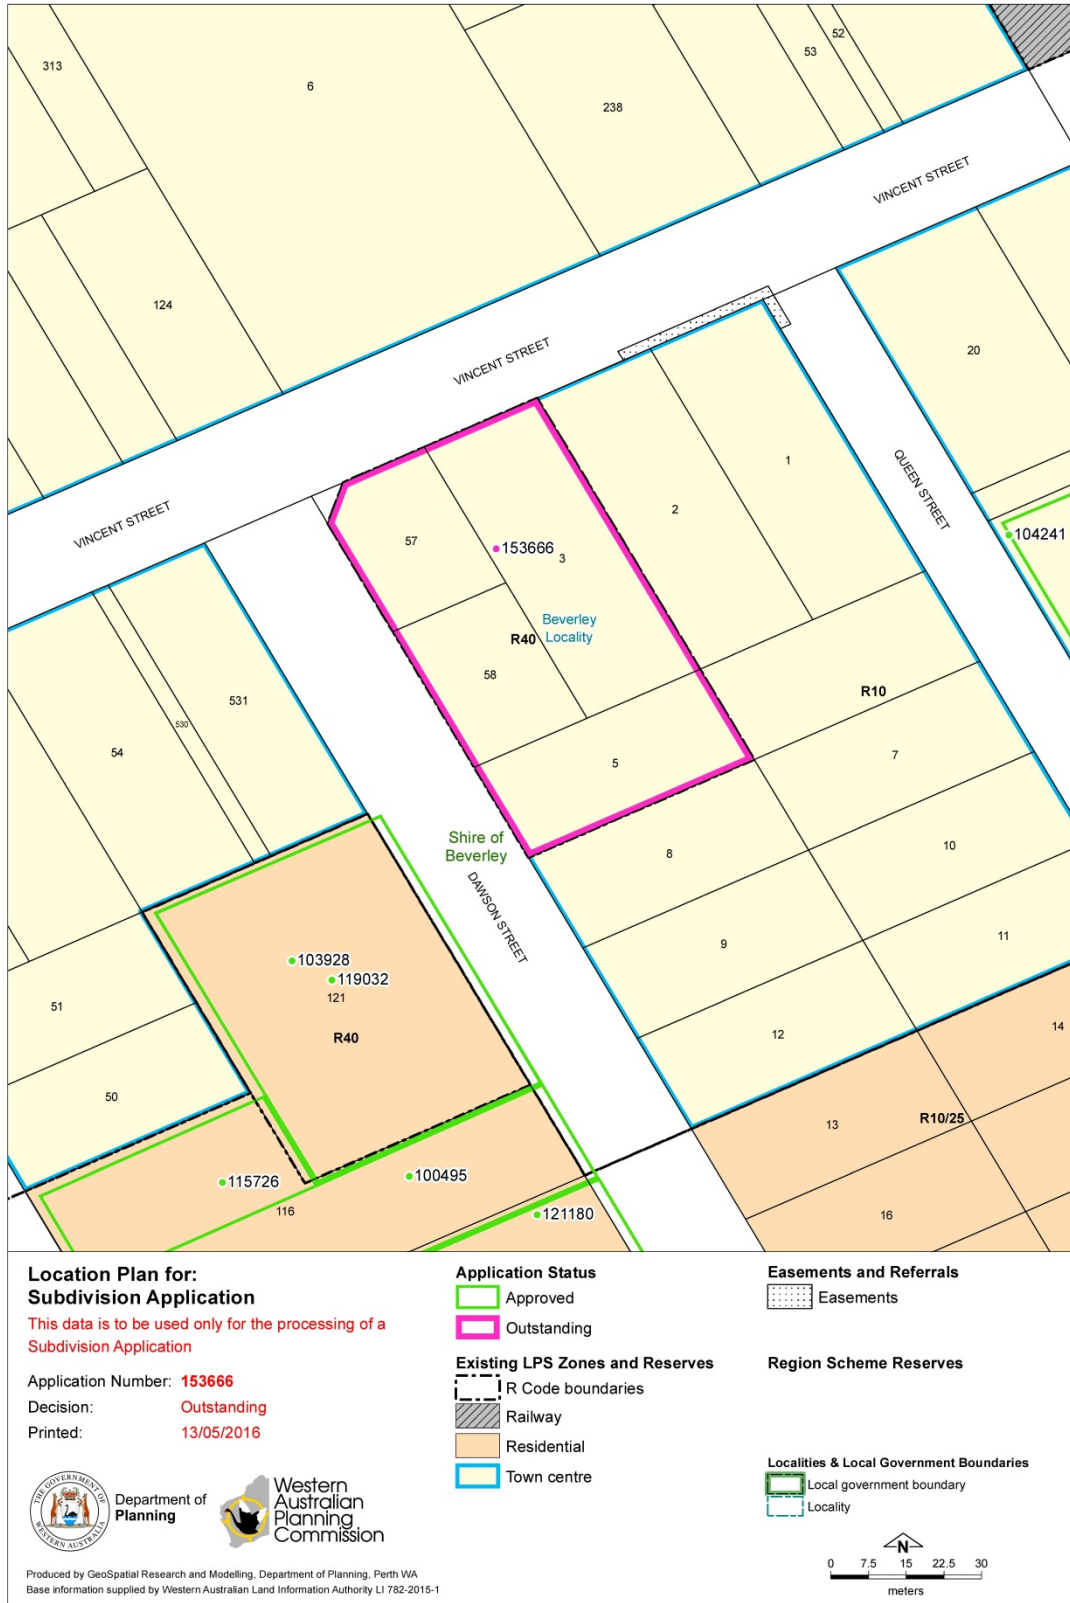 313
6
52
53
238
VINCENT STREET
124
VINCENT STREET
20
1
QUEEN STREET
2
VINCENT STREET
57
153666
3
104241
Beverley
Locality
R40
58
R10
531
530
54
5
7
Shire of
Beverley
8
10
DAWSON STREET
9
11
103928
119032
121
51
R40
12
14
50
13
R10/25
115726
100495
116
121180
16
Location Plan for:
Subdivision Application
This data is to be used only for the processing of a
Subdivision Application
Application Number: 153666
Decision: Outstanding
Printed: 13/05/2016
THE GOVERNMENT OF
WESTERN AUSTRALIA
Department of
Planning
Western
Australian
Planning
Commission
Produced by GeoSpatial Research and Modelling, Department of Planning, Perth WA
Base information supplied by Western Australian Land Information Authority LI 782-2015-1
Application Status
Approved
Outstanding
Existing LPS Zones and Reserves
R Code boundaries
Railway
Residential
Town centre
Easements and Referrals
Easements
Region Scheme Reserves
Localities & Local Government Boundaries
Local government boundary
Locality
N
0 7.5 15 22.5 30
meters